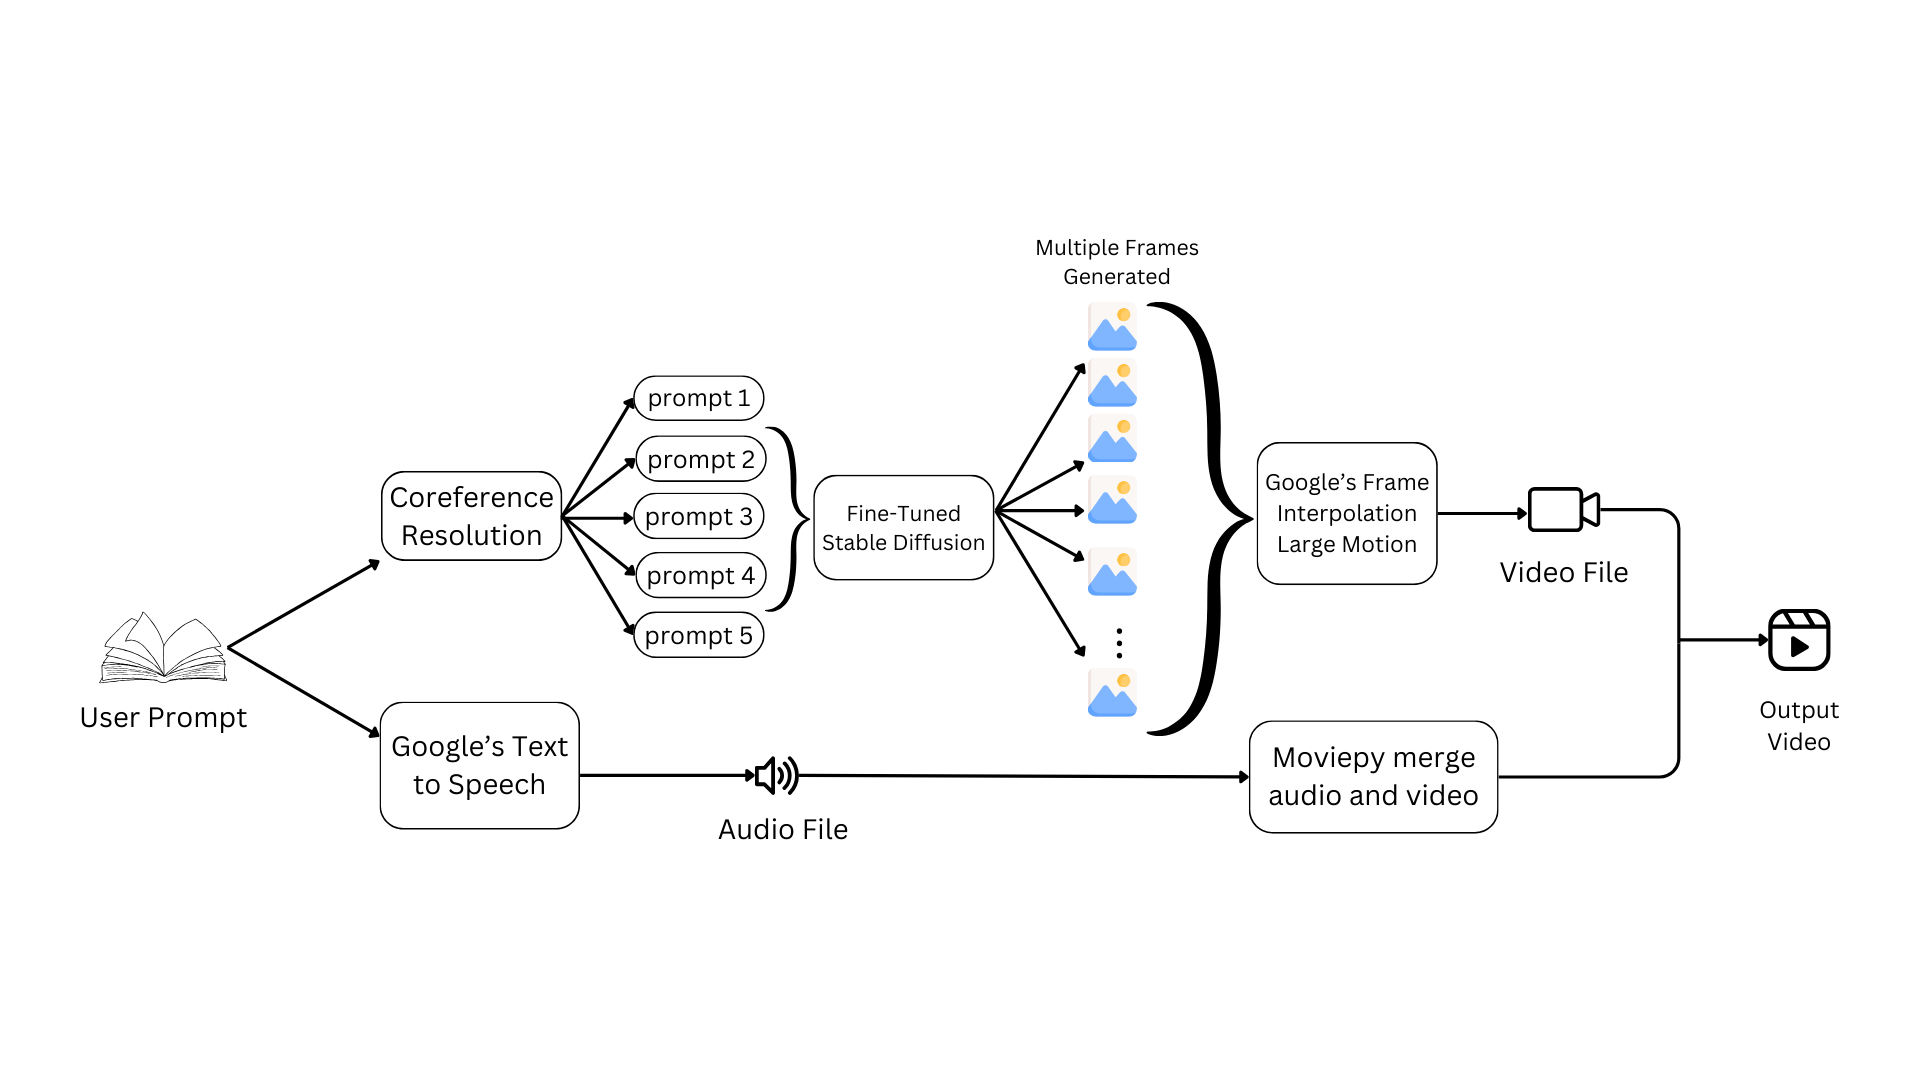 Multiple Frames
Generated
prompt 1
prompt 2
prompt 3
prompt 4
prompt 5
Coreference
Resolution
Fine-Tuned
Stable Diffusion
Google’s Frame
Interpolation
Large Motion
Video File
User Prompt
Google’s Text
to Speech
Audio File
Moviepy merge
audio and video
Output
Video